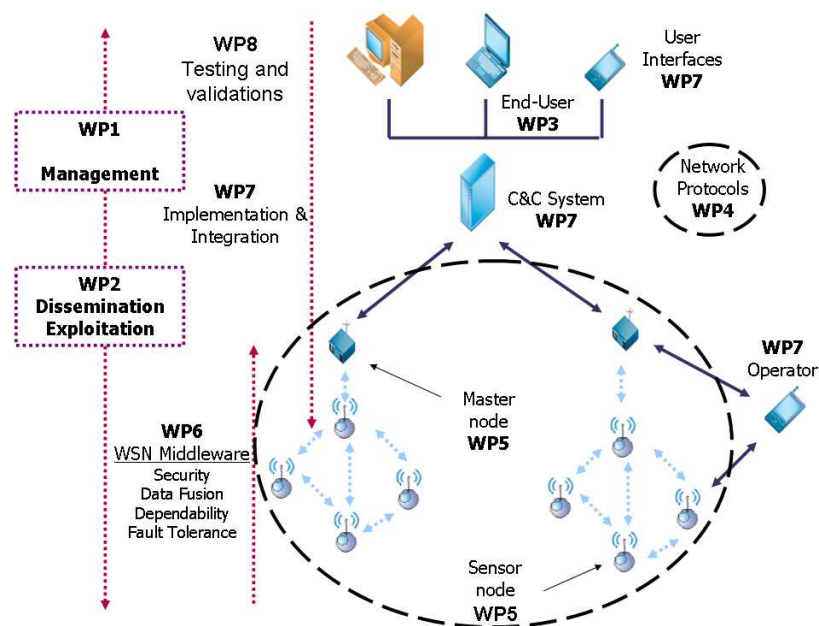 WP8
Testing and
validations
User
Interfaces
WP7
End-User
WP3
WP1
Management
Network
Protocols
WP4
WP7
Implementation &
Integration
C&C System
WP7
WP2
Dissemination
Exploitation
WP7
Operator
Master
node
WP5
WP6
WSN Middleware
Security
Data Fusion
Dependability
Fault Tolerance
Sensor
node
WP5